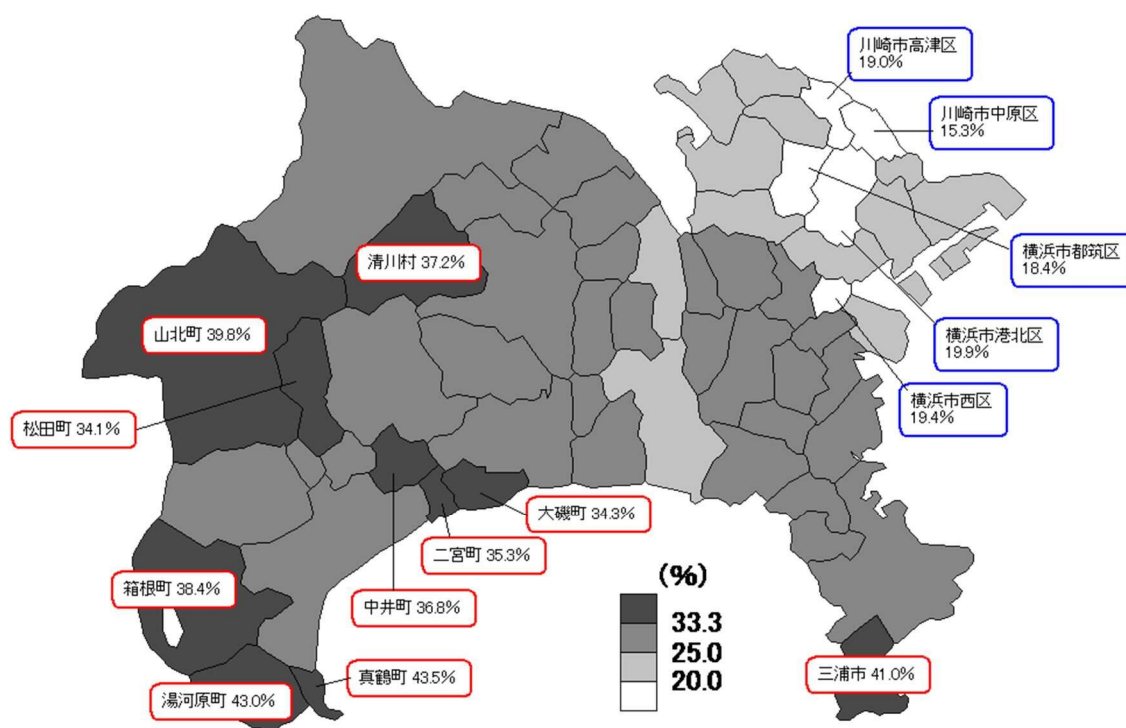 川崎市高津区
19.0%
川崎市中原区
15.3%
清川村 37.2%
横浜市都筑区
18.4%
山北町 39.8%
横浜市港北区
19.9%
横浜市西区
19.4%
松田町 34.1%
大磯町 34.3%
二宮町 35.3%
箱根町 38.4%
中井町 36.8%
(%)
33.3
25.0
20.0
真鶴町 43.5%
三浦市 41.0%
湯河原町 43.0%